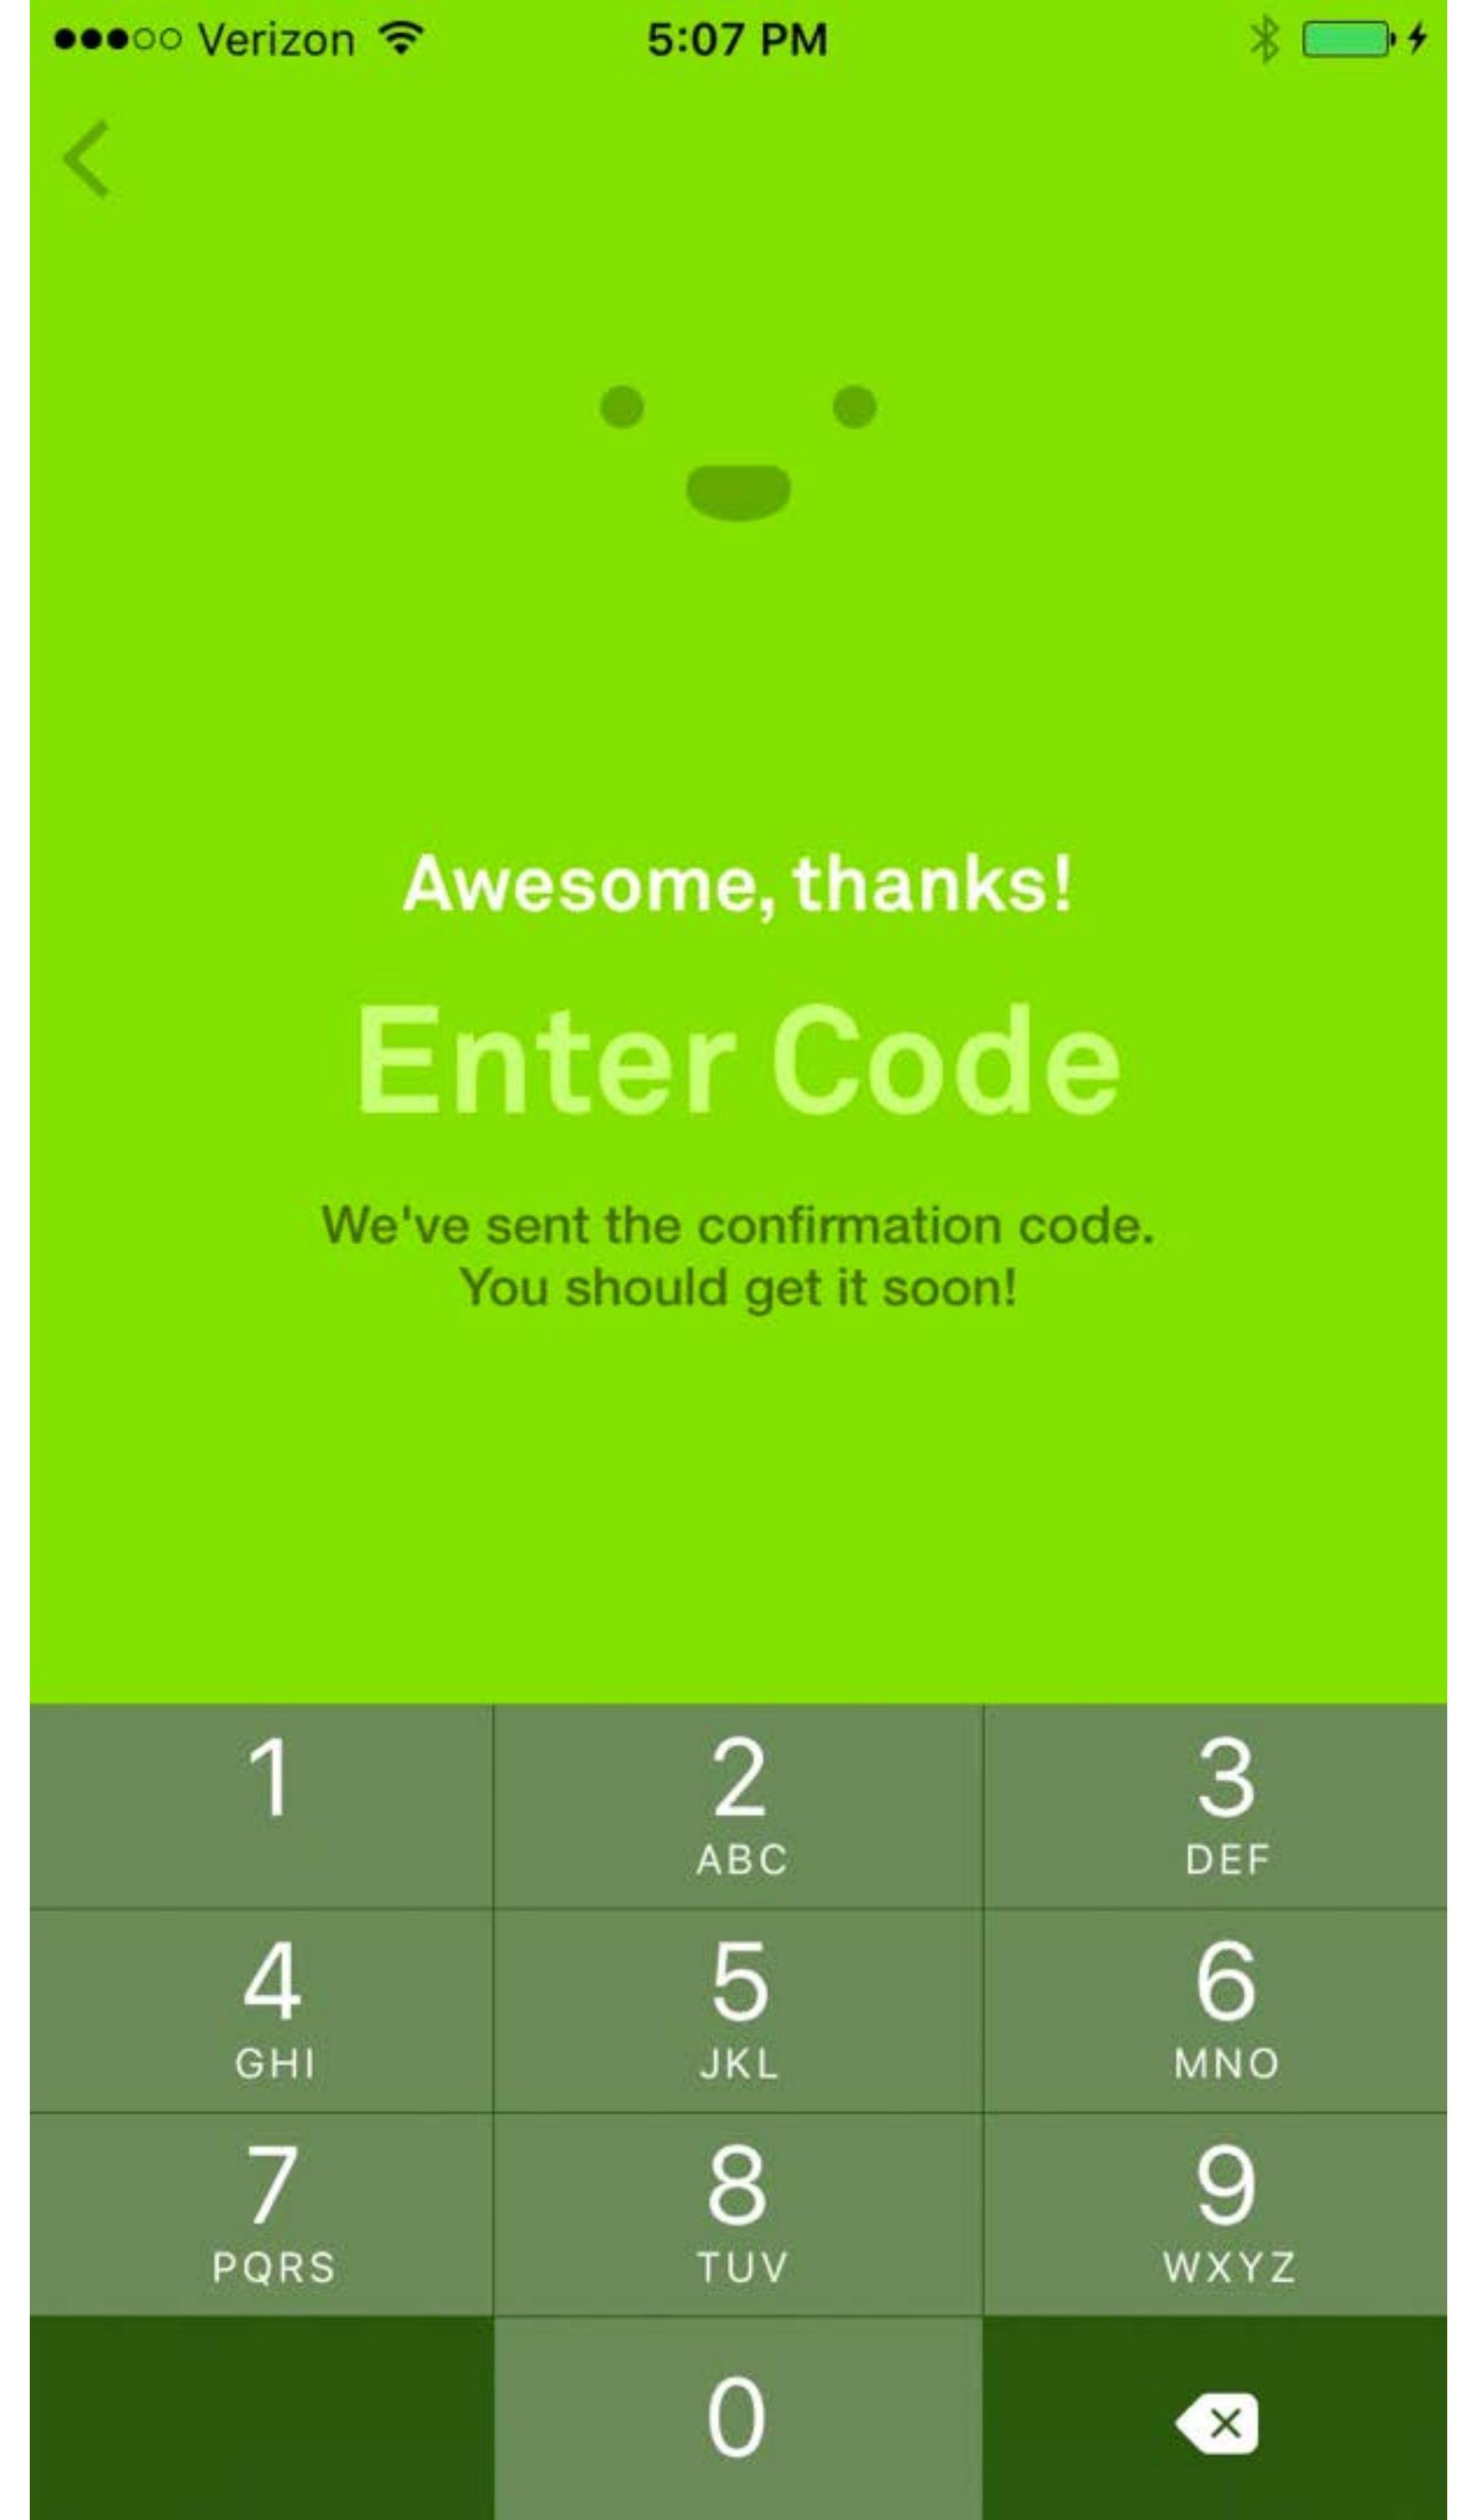 Verizon 5:07 PM
Awesome, thanks!
Enter Code
We've sent the confirmation code.
You should get it soon!
1 2 3
ABC DEF
4 5 6
GHI JKL MNO
7 8 9
PQRS TUV WXYZ
0